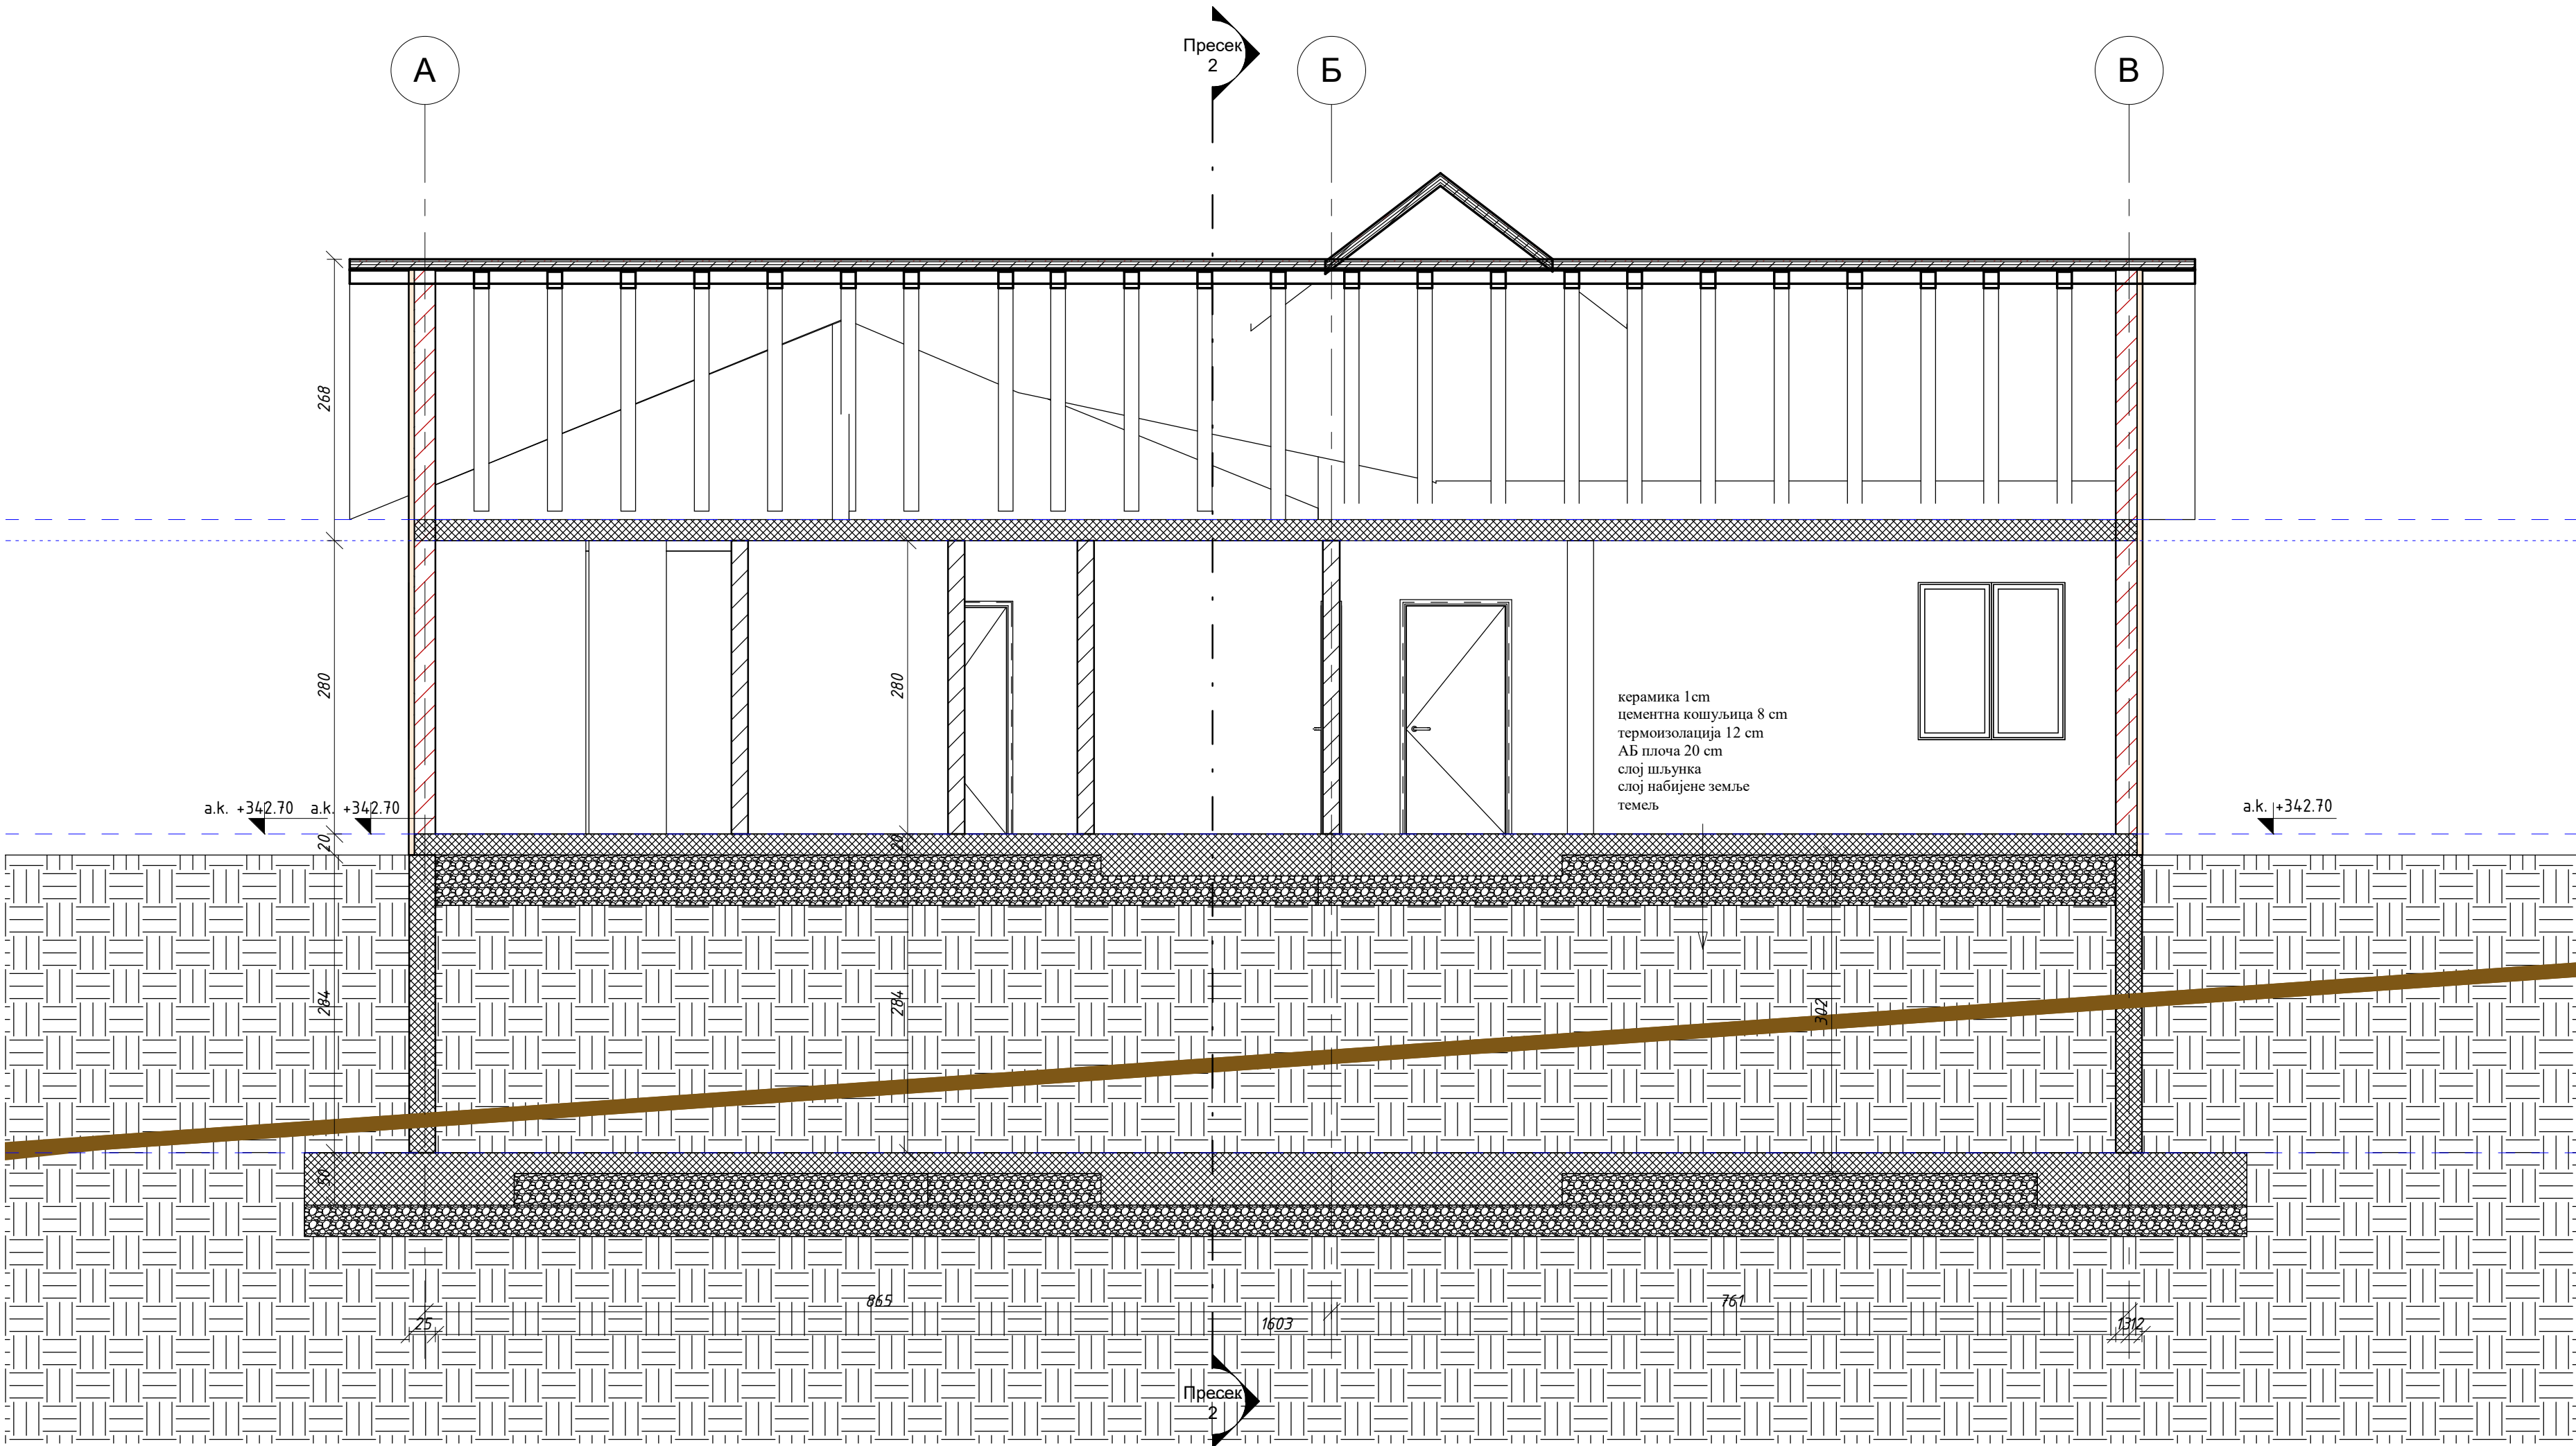 Пресек
2
А
Б
В
268
280
280
керамика 1cm
цементна кошуљица 8 cm
термоизолација 12 cm
АБ плоча 20 cm
слој шљунка
слој набијене земље
темељ
a.k. +342.70
a.k. +342.70
a.k. +342.70
20
20
284
284
302
50
865
761
25
1603
1312
Пресек
2